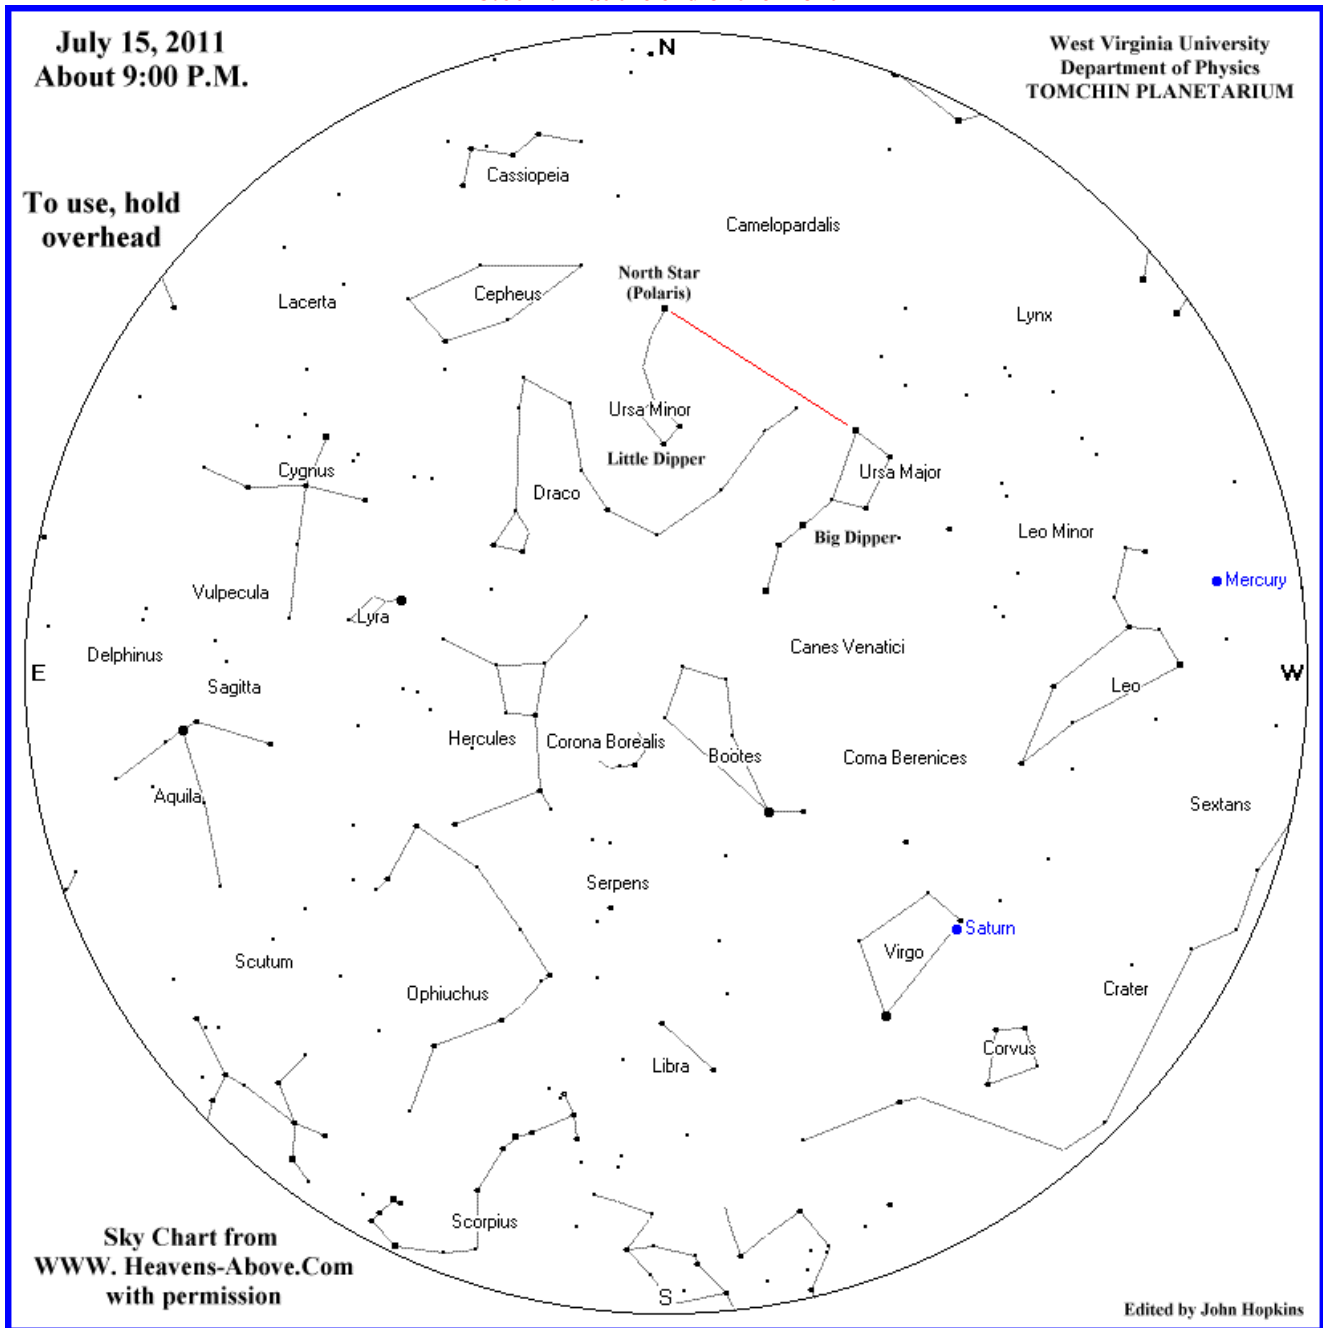 July 15, 2011
About 9:00 P.M.
N
West Virginia University
Department of Physics
TOMCHIN PLANETARIUM
To use, hold
overhead
Cassiopeia
Camelopardalis
North Star
(Polaris)
Cepheus
Lacerta
Lynx
Ursa Minor
Little Dipper
Cygnus
Ursa Major
Draco
Big Dipper
Leo Minor
Mercury
Vulpecula
Lyra
Canes Venatici
Delphinus
E
W
Sagitta
Leo
Hercules
Corona Borealis
Bootes
Coma Berenices
Aquila
Sextans
Serpens
Saturn
Virgo
Scutum
Ophiuchus
Crater
Corvus
Libra
Scorpius
Sky Chart from
WWW. Heavens-Above.Com
with permission
S
Edited by John Hopkins